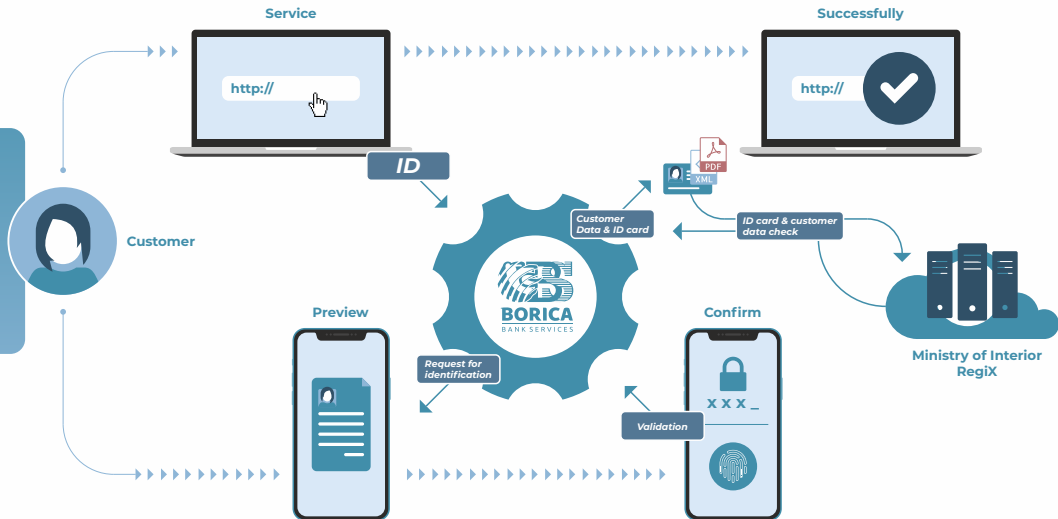 Service
Successfully
http://
http://
ID
PDF
XML
Customer
Data & ID card
ID card & customer
data check
Customer
BORICA
BANK SERVICES
Preview
Confirm
Ministry of Interior
RegiX
Request for
identification
x x x _
Validation